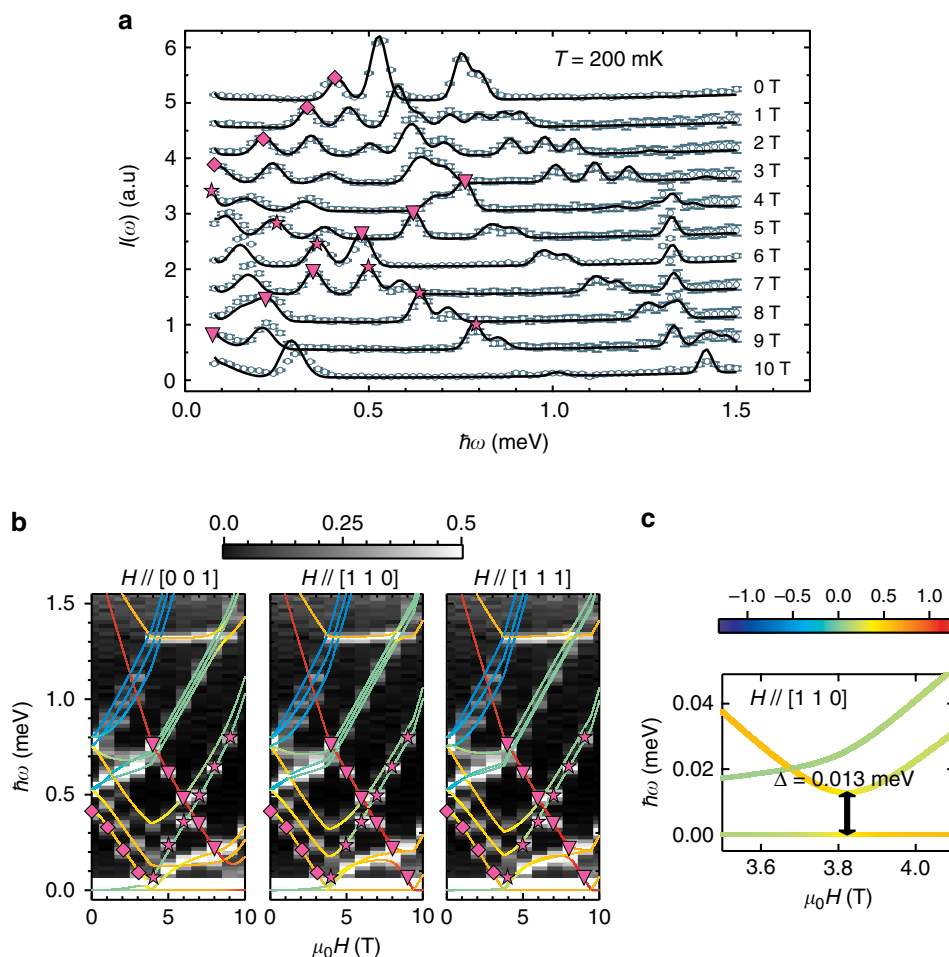 a
T = 200 mK
6
5
4
3
2
1
0
I(ω) (a.u)
0 T
1 T
2 T
3 T
4 T
5 T
6 T
7 T
8 T
9 T
10 T
0.0 0.5 1.0 1.5
ℏω (meV)
b
0.0 0.25 0.5
H // [0 0 1] H // [1 1 0] H // [1 1 1]
1.5
1.0
0.5
0.0
ℏω (meV)
0 5 10 0 5 10 0 5 10
μ₀H (T)
c
−1.0 −0.5 0.0 0.5 1.0
H // [1 1 0]
0.04
0.02
0.00
ℏω (meV)
Δ = 0.013 meV
3.6 3.8 4.0
μ₀H (T)